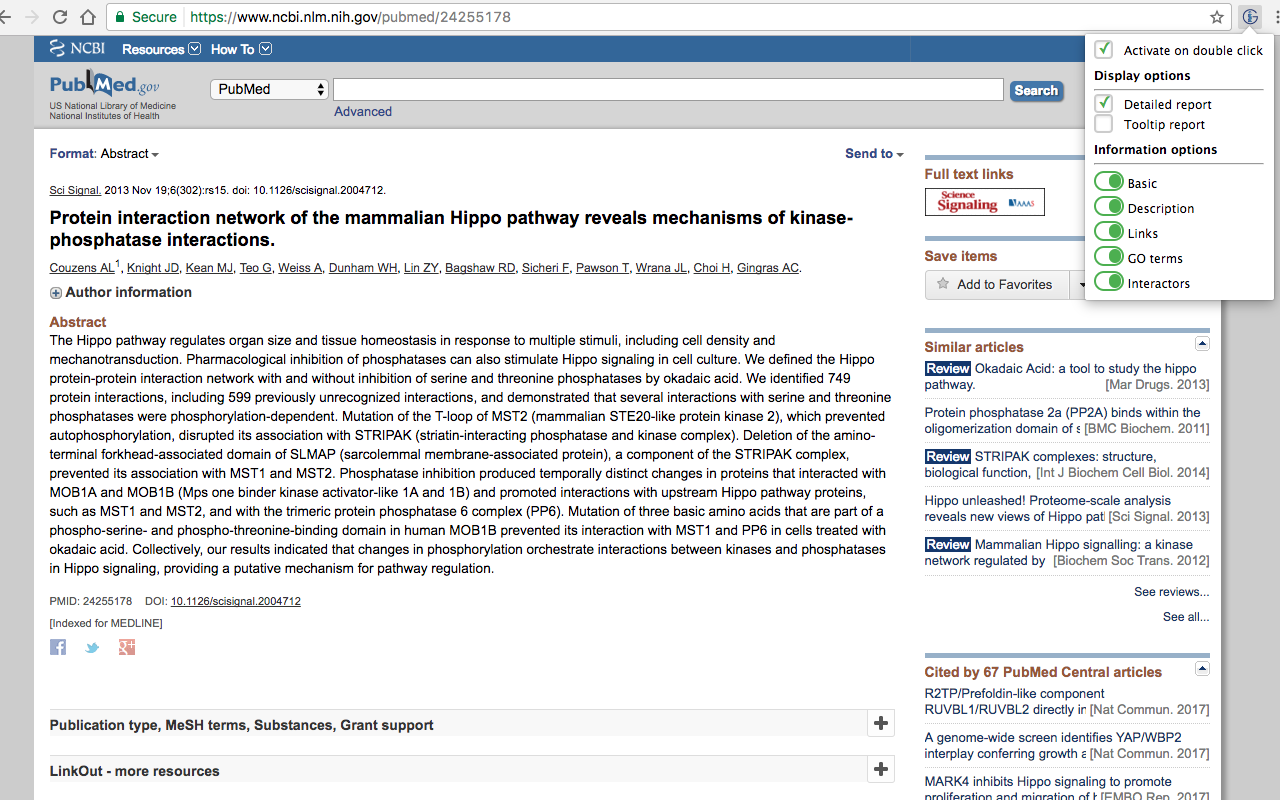 Secure https://www.ncbi.nlm.nih.gov/pubmed/24255178
NCBI Resources How To
Activate on double click
Display options
Detailed report
Tooltip report
Information options
Basic
Description
Links
GO terms
Interactors
PubMed.gov
US National Library of Medicine
National Institutes of Health
PubMed
Search
Advanced
Format: Abstract
Send to
Sci Signal. 2013 Nov 19;6(302):rs15. doi: 10.1126/scisignal.2004712.
Protein interaction network of the mammalian Hippo pathway reveals mechanisms of kinase-
phosphatase interactions.
Couzens AL1, Knight JD, Kean MJ, Teo G, Weiss A, Dunham WH, Lin ZY, Bagshaw RD, Sicheri F, Pawson T, Wrana JL, Choi H, Gingras AC.
Author information
Abstract
The Hippo pathway regulates organ size and tissue homeostasis in response to multiple stimuli, including cell density and
mechanotransduction. Pharmacological inhibition of phosphatases can also stimulate Hippo signaling in cell culture. We defined the Hippo
protein-protein interaction network with and without inhibition of serine and threonine phosphatases by okadaic acid. We identified 749
protein interactions, including 599 previously unrecognized interactions, and demonstrated that several interactions with serine and threonine
phosphatases were phosphorylation-dependent. Mutation of the T-loop of MST2 (mammalian STE20-like protein kinase 2), which prevented
autophosphorylation, disrupted its association with STRIPAK (striatin-interacting phosphatase and kinase complex). Deletion of the amino-
terminal forkhead-associated domain of SLMAP (sarcolemmal membrane-associated protein), a component of the STRIPAK complex,
prevented its association with MST1 and MST2. Phosphatase inhibition produced temporally distinct changes in proteins that interacted with
MOB1A and MOB1B (Mps one binder kinase activator-like 1A and 1B) and promoted interactions with upstream Hippo pathway proteins,
such as MST1 and MST2, and with the trimeric protein phosphatase 6 complex (PP6). Mutation of three basic amino acids that are part of a
phospho-serine- and phospho-threonine-binding domain in human MOB1B prevented its interaction with MST1 and PP6 in cells treated with
okadaic acid. Collectively, our results indicated that changes in phosphorylation orchestrate interactions between kinases and phosphatases
in Hippo signaling, providing a putative mechanism for pathway regulation.
PMID: 24255178 DOI: 10.1126/scisignal.2004712
[Indexed for MEDLINE]
Publication type, MeSH terms, Substances, Grant support
LinkOut - more resources
Full text links
Science
Signaling AAAS
Save items
Add to Favorites
Similar articles
Review Okadaic Acid: a tool to study the hippo
pathway. [Mar Drugs. 2013]
Protein phosphatase 2a (PP2A) binds within the
oligomerization domain of s [BMC Biochem. 2011]
Review STRIPAK complexes: structure,
biological function, [Int J Biochem Cell Biol. 2014]
Hippo unleashed! Proteome-scale analysis
reveals new views of Hippo pat [Sci Signal. 2013]
Review Mammalian Hippo signalling: a kinase
network regulated by [Biochem Soc Trans. 2012]
See reviews...
See all...
Cited by 67 PubMed Central articles
R2TP/Prefoldin-like component
RUVBL1/RUVBL2 directly in [Nat Commun. 2017]
A genome-wide screen identifies YAP/WBP2
interplay conferring growth a [Nat Commun. 2017]
MARK4 inhibits Hippo signaling to promote
proliferation and migration of h [EMBO Rep. 2017]